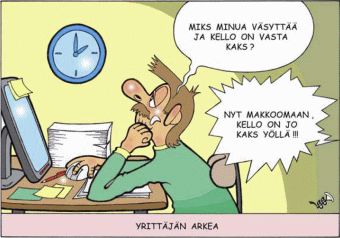 MIKS MINUA VÄSYTTÄÄ
JA KELLO ON VASTA
KAKS?
NYT MAKKOOMAAN,
KELLO ON JO
KAKS YÖLLÄ!!!
YRITTÄJÄN ARKEA